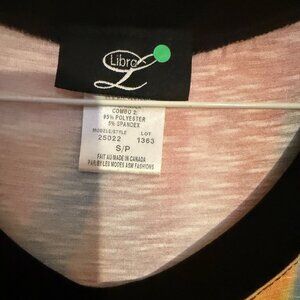 Libra
L
COMBO 2:
95% POLYESTER
5% SPANDEX
MODELE/STYLE LOT
25022 1363
S/P
FAIT AU/MADE IN CANADA
PAR/BY LES MODES ASM FASHIONS